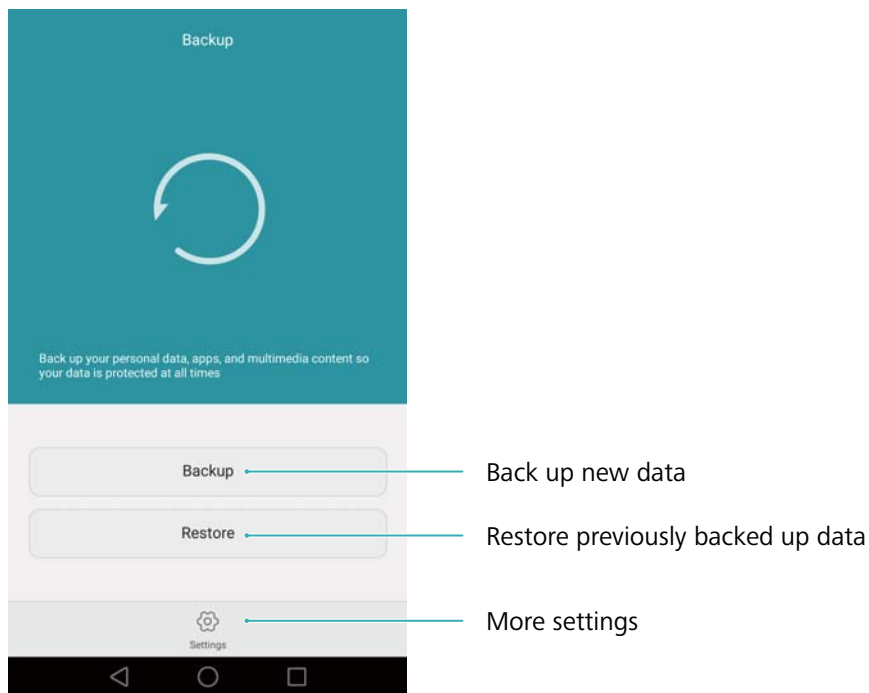 Backup
Back up your personal data, apps, and multimedia content so
your data is protected at all times
Backup
Back up new data
Restore
Restore previously backed up data
More settings
Settings